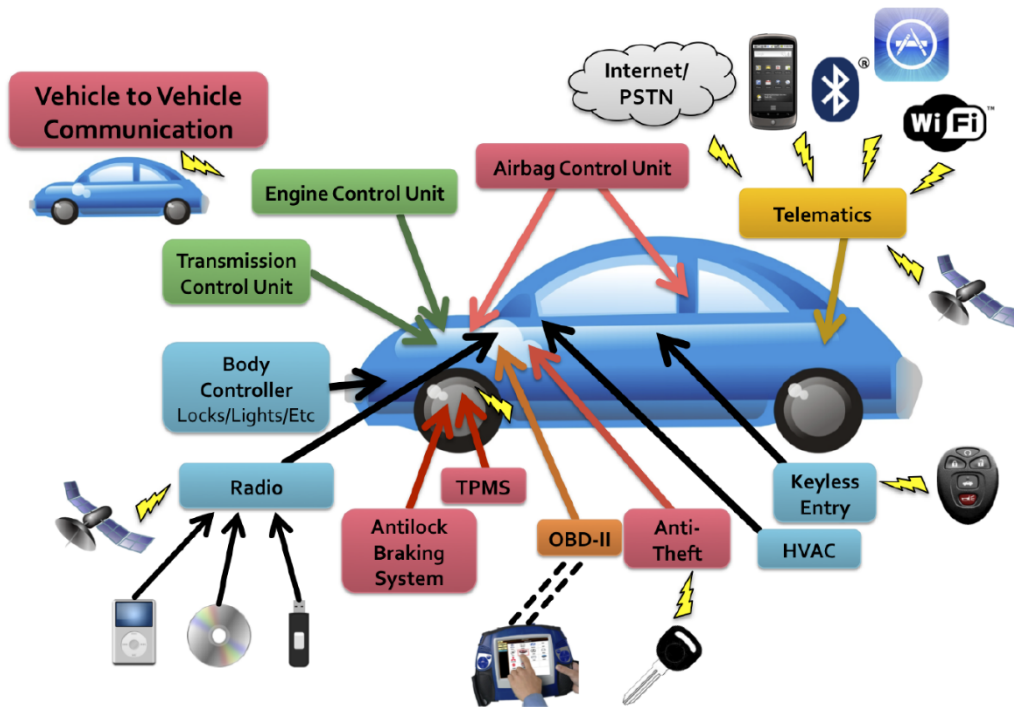 Vehicle to Vehicle
Communication
Internet/
PSTN
®
WiFi™
Engine Control Unit
Airbag Control Unit
Telematics
Transmission
Control Unit
Body
Controller
Locks/Lights/Etc
Radio
TPMS
Antilock
Braking
System
OBD-II
Anti-
Theft
Keyless
Entry
HVAC